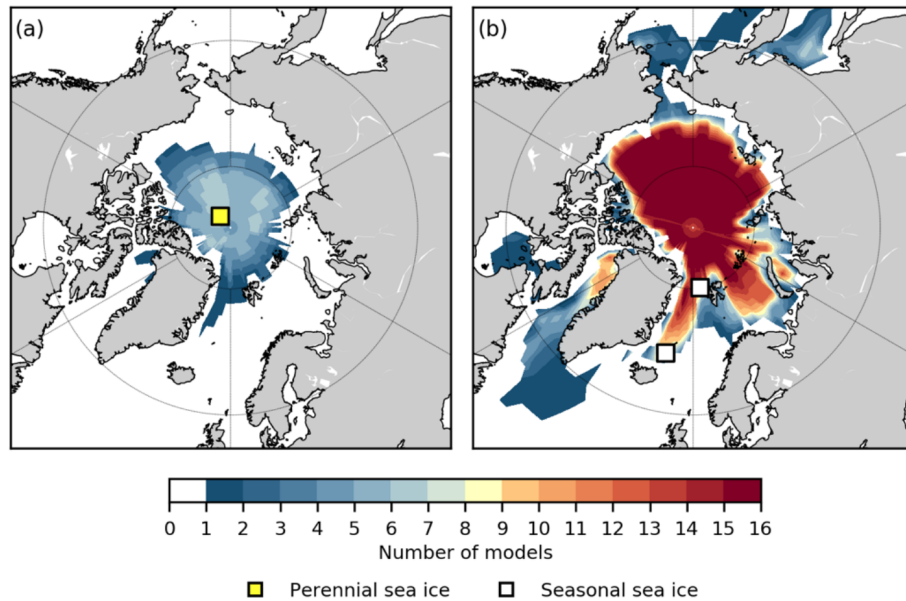 (a) (b)
0 1 2 3 4 5 6 7 8 9 10 11 12 13 14 15 16
Number of models
Perennial sea ice Seasonal sea ice